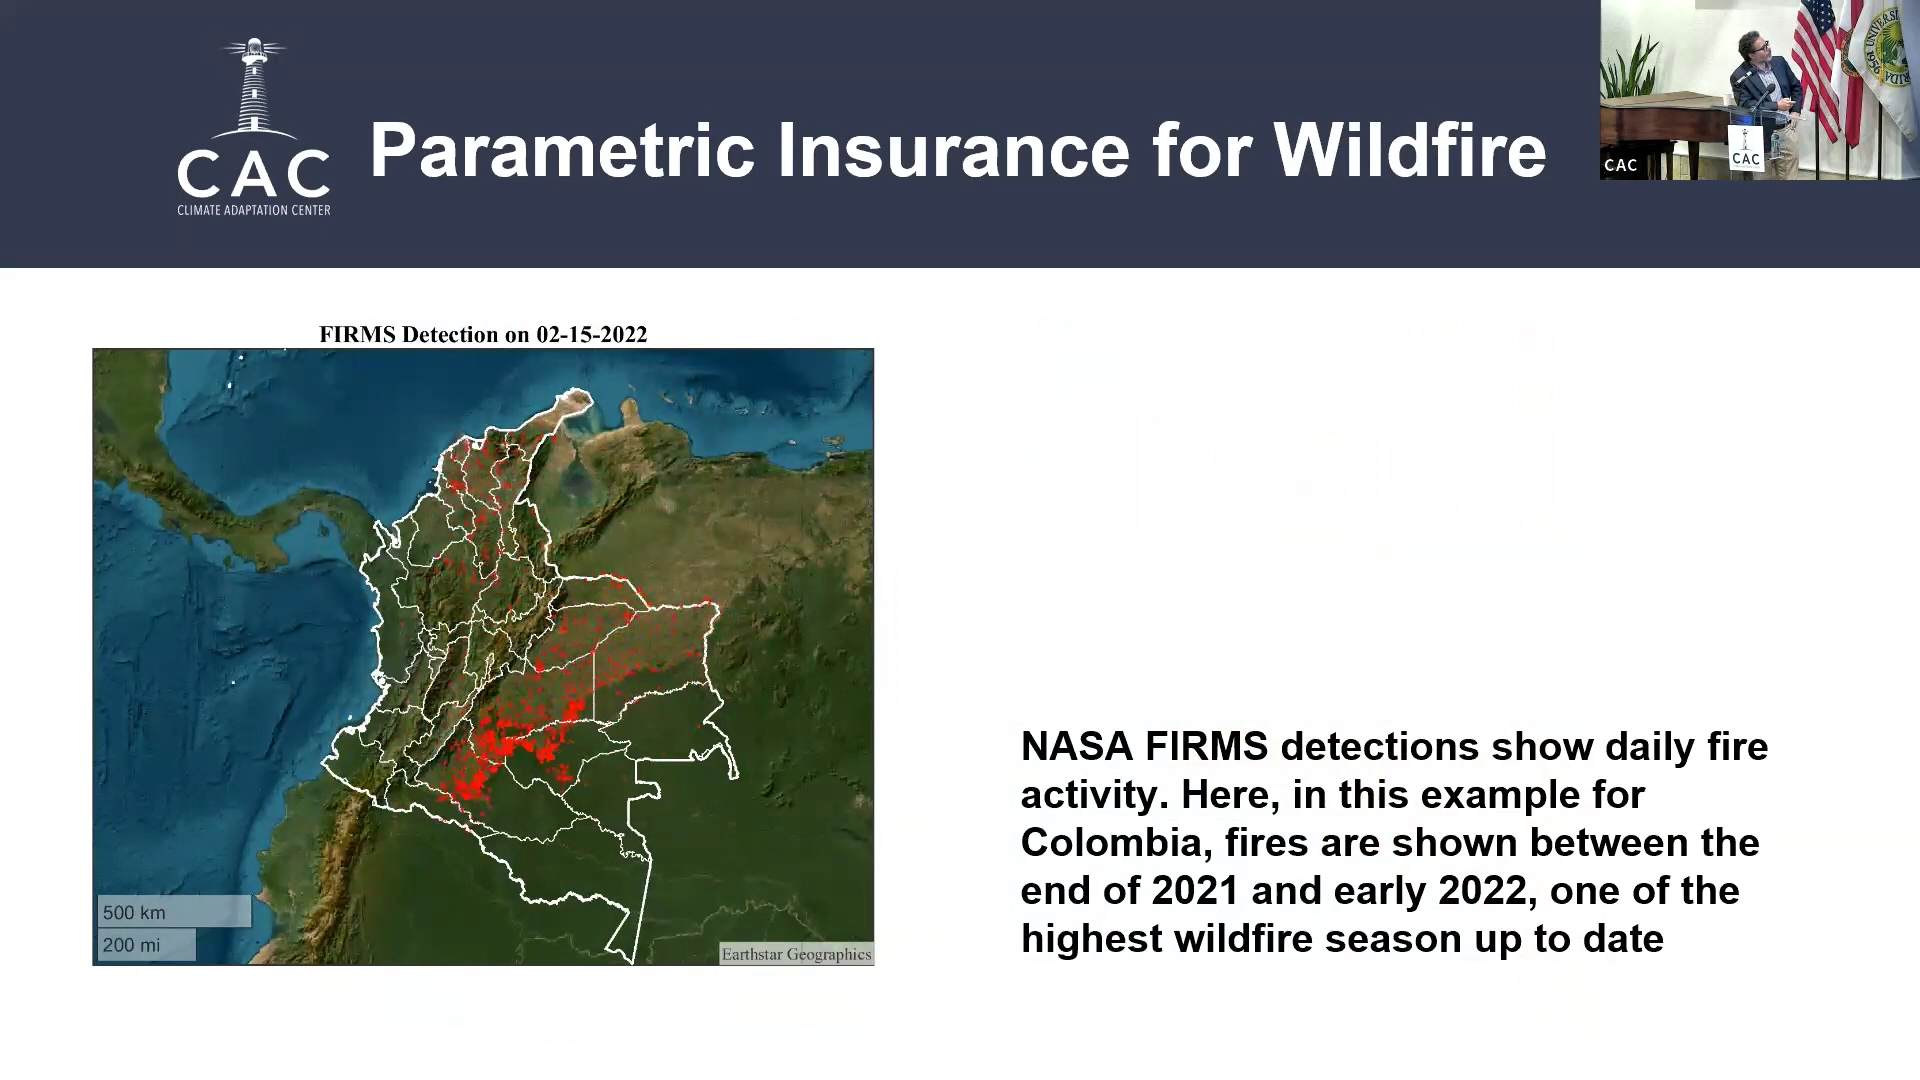 CAC
CLIMATE ADAPTATION CENTER
Parametric Insurance for Wildfire
CAC
CAC
FIRMS Detection on 02-15-2022
500 km
200 mi
Earthstar Geographics
NASA FIRMS detections show daily fire
activity. Here, in this example for
Colombia, fires are shown between the
end of 2021 and early 2022, one of the
highest wildfire season up to date